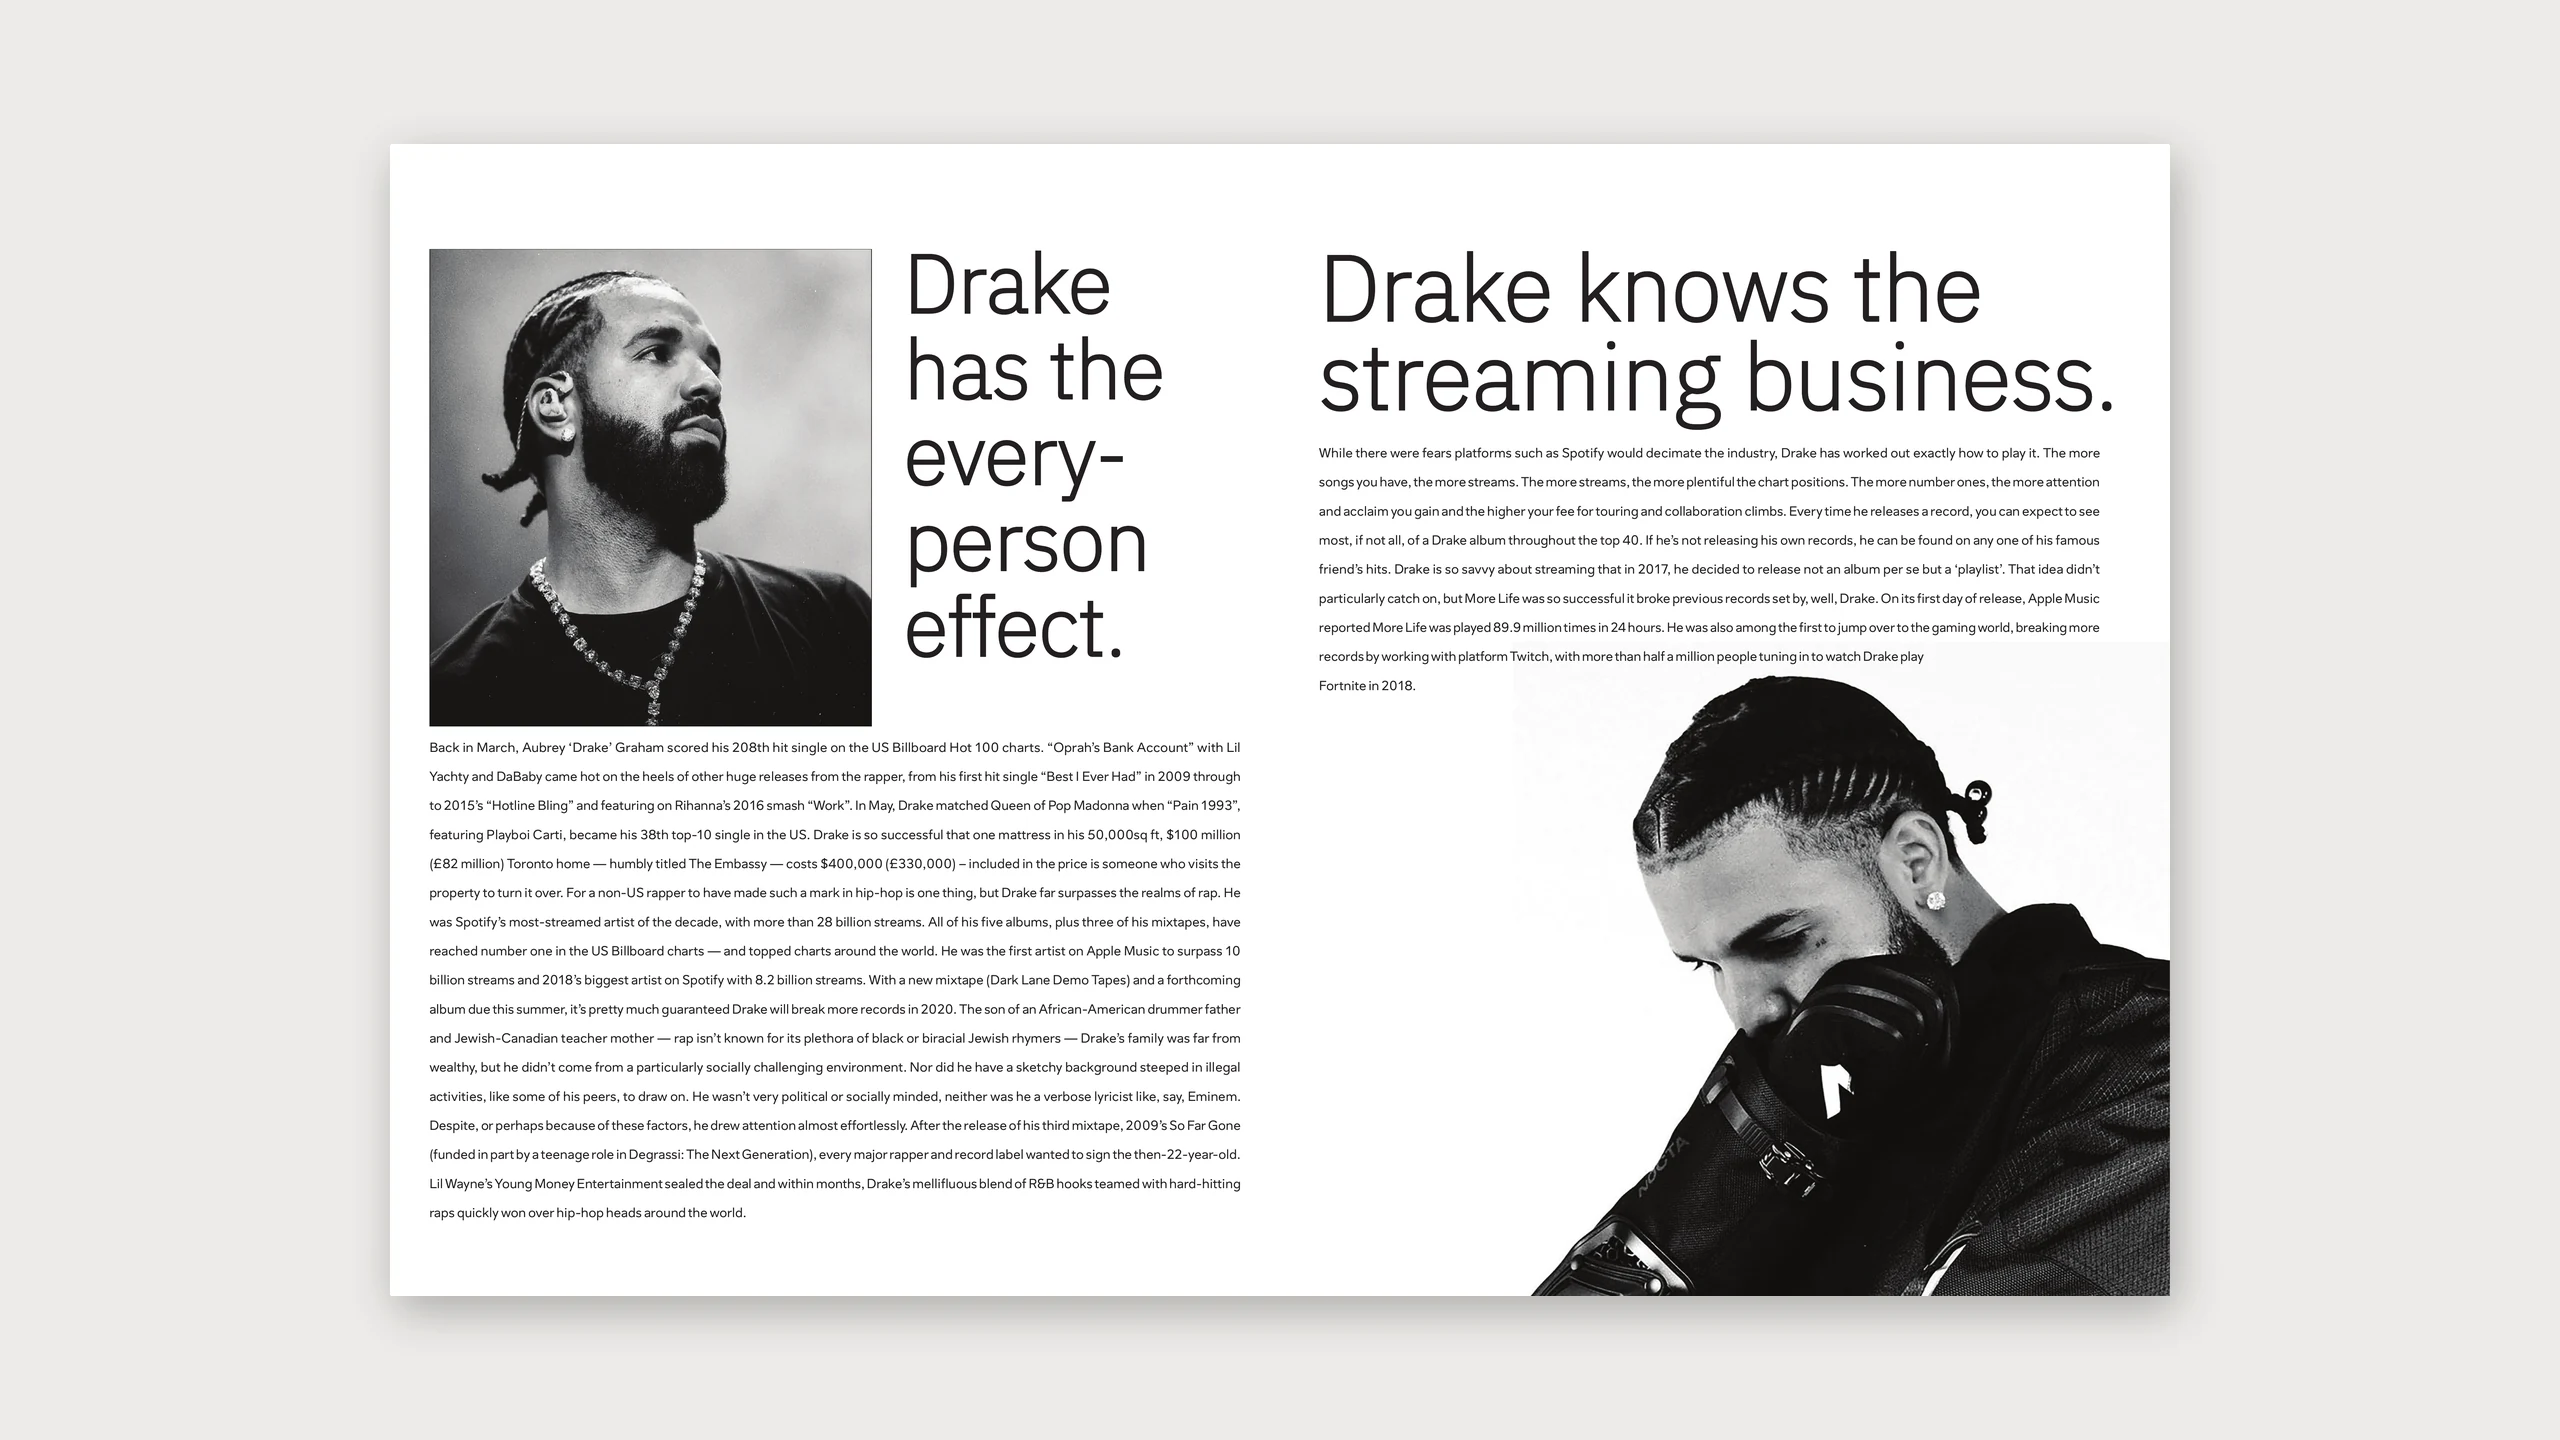 Drake
has the
every-
person
effect.
Back in March, Aubrey ‘Drake’ Graham scored his 208th hit single on the US Billboard Hot 100 charts. “Oprah’s Bank Account” with Lil
Yachty and DaBaby came hot on the heels of other huge releases from the rapper, from his first hit single “Best I Ever Had” in 2009 through
to 2015’s “Hotline Bling” and featuring on Rihanna’s 2016 smash “Work”. In May, Drake matched Queen of Pop Madonna when “Pain 1993”,
featuring Playboi Carti, became his 38th top-10 single in the US. Drake is so successful that one mattress in his 50,000sq ft, $100 million
(£82 million) Toronto home — humbly titled The Embassy — costs $400,000 (£330,000) – included in the price is someone who visits the
property to turn it over. For a non-US rapper to have made such a mark in hip-hop is one thing, but Drake far surpasses the realms of rap. He
was Spotify’s most-streamed artist of the decade, with more than 28 billion streams. All of his five albums, plus three of his mixtapes, have
reached number one in the US Billboard charts — and topped charts around the world. He was the first artist on Apple Music to surpass 10
billion streams and 2018’s biggest artist on Spotify with 8.2 billion streams. With a new mixtape (Dark Lane Demo Tapes) and a forthcoming
album due this summer, it’s pretty much guaranteed Drake will break more records in 2020. The son of an African-American drummer father
and Jewish-Canadian teacher mother — rap isn’t known for its plethora of black or biracial Jewish rhymers — Drake’s family was far from
wealthy, but he didn’t come from a particularly socially challenging environment. Nor did he have a sketchy background steeped in illegal
activities, like some of his peers, to draw on. He wasn’t very political or socially minded, neither was he a verbose lyricist like, say, Eminem.
Despite, or perhaps because of these factors, he drew attention almost effortlessly. After the release of his third mixtape, 2009’s So Far Gone
(funded in part by a teenage role in Degrassi: The Next Generation), every major rapper and record label wanted to sign the then-22-year-old.
Lil Wayne’s Young Money Entertainment sealed the deal and within months, Drake’s mellifluous blend of R&B hooks teamed with hard-hitting
raps quickly won over hip-hop heads around the world.
Drake knows the
streaming business.
While there were fears platforms such as Spotify would decimate the industry, Drake has worked out exactly how to play it. The more
songs you have, the more streams. The more streams, the more plentiful the chart positions. The more number ones, the more attention
and acclaim you gain and the higher your fee for touring and collaboration climbs. Every time he releases a record, you can expect to see
most, if not all, of a Drake album throughout the top 40. If he’s not releasing his own records, he can be found on any one of his famous
friend’s hits. Drake is so savvy about streaming that in 2017, he decided to release not an album per se but a ‘playlist’. That idea didn’t
particularly catch on, but More Life was so successful it broke previous records set by, well, Drake. On its first day of release, Apple Music
reported More Life was played 89.9 million times in 24 hours. He was also among the first to jump over to the gaming world, breaking more
records by working with platform Twitch, with more than half a million people tuning in to watch Drake play
Fortnite in 2018.
NOCTA